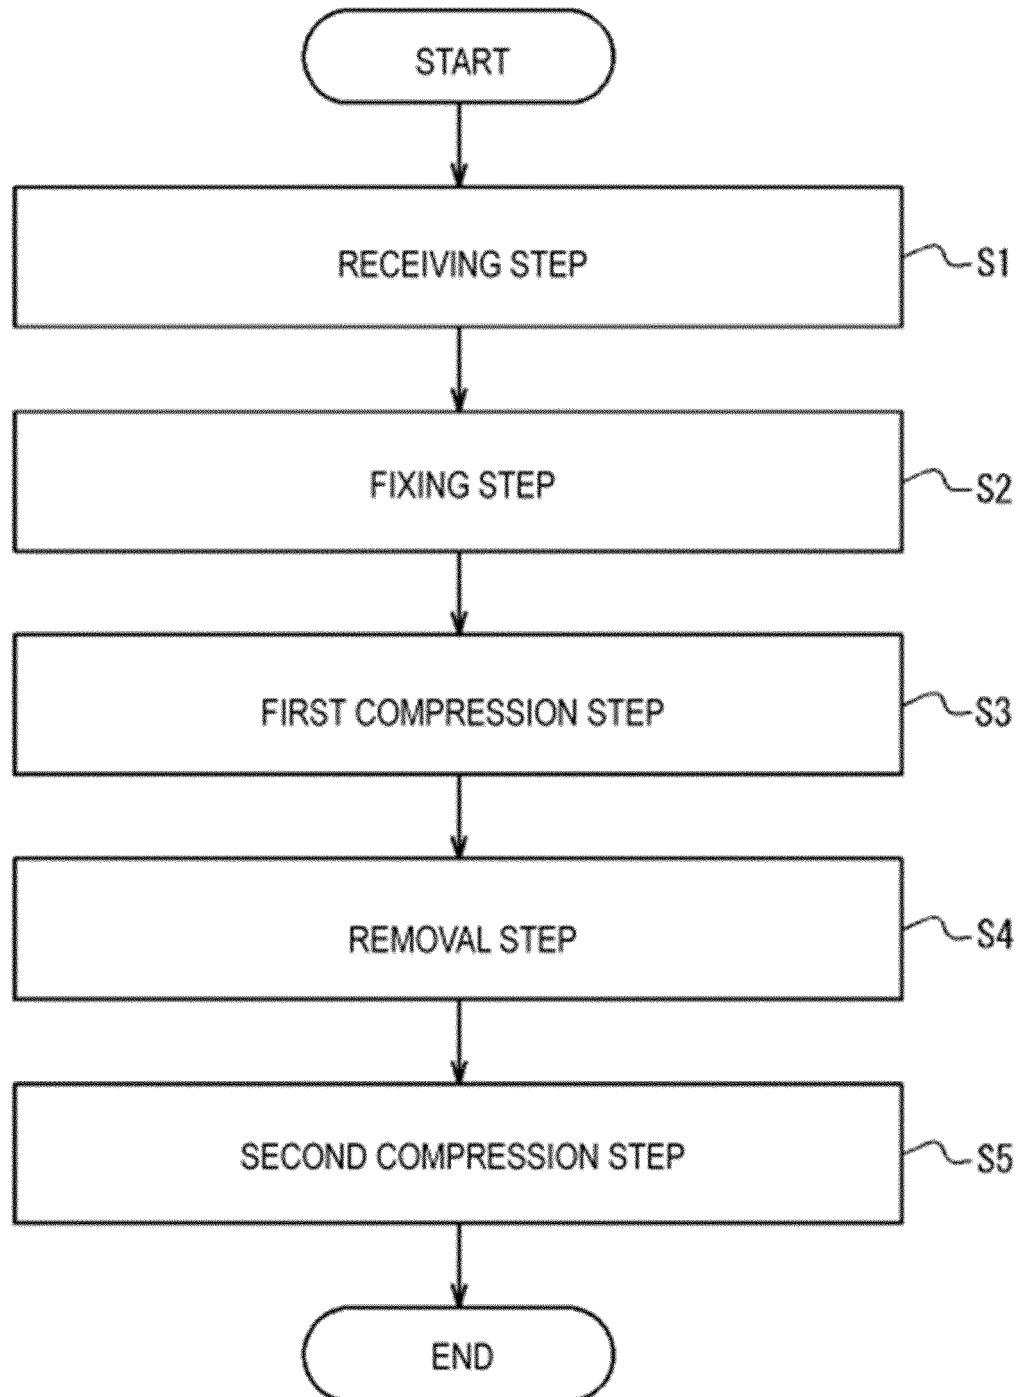 START
RECEIVING STEP
S1
FIXING STEP
S2
FIRST COMPRESSION STEP
S3
REMOVAL STEP
S4
SECOND COMPRESSION STEP
S5
END